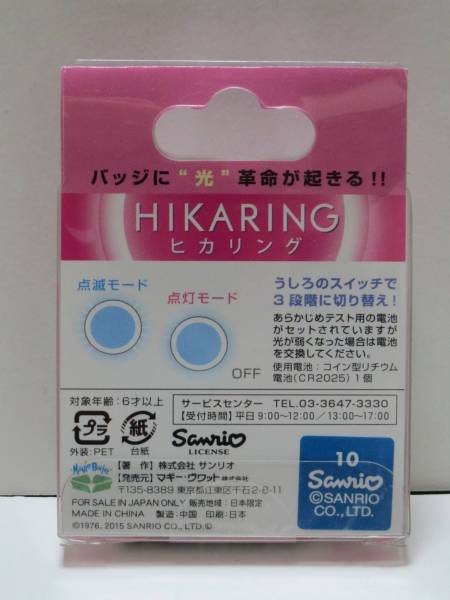 バッジに “光” 革命が起きる!!
HIKARING
ヒカリング
点滅モード
点灯モード
OFF
うしろのスイッチで
3段階に切り替え!
あらかじめテスト用の電池
がセットされていますが
光が弱くなった場合は電池
を交換してください。
使用電池:コイン型リチウム
電池(CR2025)1個
対象年齢:6才以上
サービスセンター TEL.03-3647-3330
【受付時間】平日9:00〜12:00/13:00〜17:00
プラ
外装:PET
紙
台紙
Sanrio
LICENSE
【著作】株式会社 サンリオ
【発売元】マギー・ヴワット株式会社
〒135-8389 東京都江東区千石2-8-11
FOR SALE IN JAPAN ONLY 販売地域:日本限定
MADE IN CHINA 製造:中国 印刷:日本
©1976, 2015 SANRIO CO., LTD.
10
Sanrio
©SANRIO
CO., LTD.